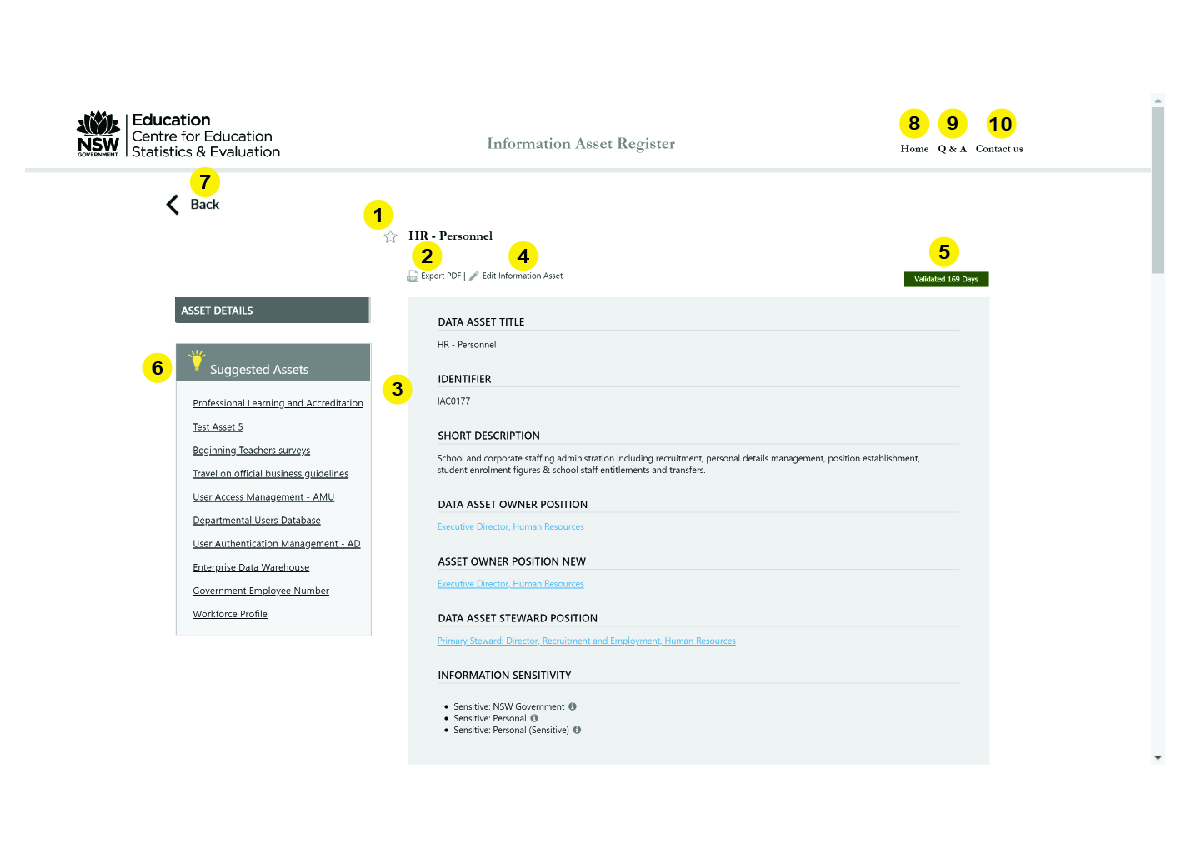 8 9 10
Education
Centre for Education
Statistics & Evaluation
NSW
GOVERNMENT
Information Asset Register
Home Q & A Contact us
7
Back
1
HR - Personnel
2 4 5
Export PDF | Edit Information Asset
Validated 169 Days
ASSET DETAILS
6
Suggested Assets
Professional Learning and Accreditation
Test Asset 5
Beginning Teachers surveys
Travel on official business guidelines
User Access Management - AMU
Departmental Users Database
User Authentication Management - AD
Enterprise Data Warehouse
Government Employee Number
Workforce Profile
3
DATA ASSET TITLE
HR - Personnel
IDENTIFIER
IAC0177
SHORT DESCRIPTION
School and corporate staffing administration including recruitment, personal details management, position establishment,
student enrolment figures & school staff entitlements and transfers.
DATA ASSET OWNER POSITION
Executive Director, Human Resources
ASSET OWNER POSITION NEW
Executive Director, Human Resources
DATA ASSET STEWARD POSITION
Primary Steward: Director, Recruitment and Employment, Human Resources
INFORMATION SENSITIVITY
• Sensitive: NSW Government
• Sensitive: Personal
• Sensitive: Personal (Sensitive)